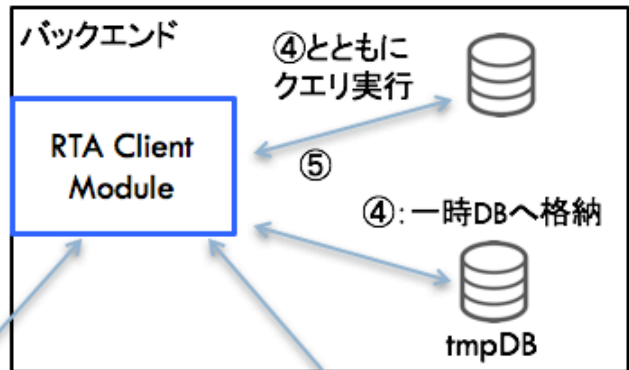 バックエンド
④とともに
クエリ実行
RTA Client
Module
⑤
④:一時DBへ格納
tmpDB